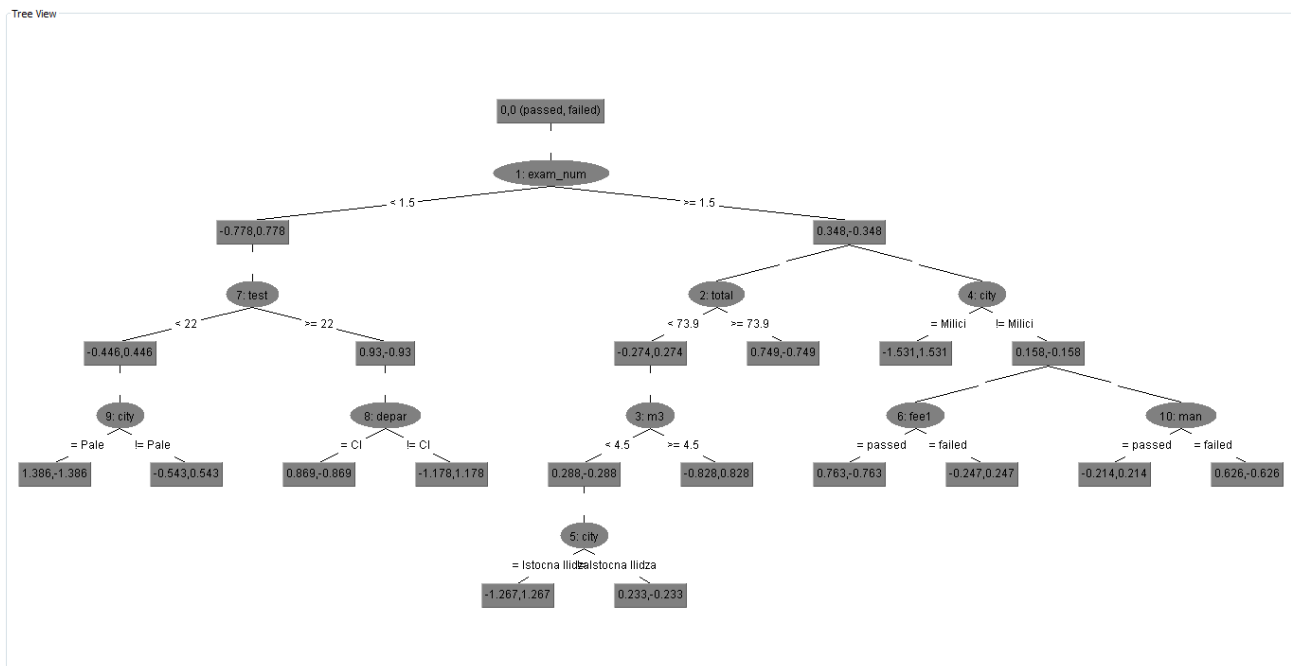 Tree View
0,0 (passed, failed)
1: exam_num
< 1.5
>= 1.5
-0.778,0.778
0.348,-0.348
7: test
2: total
4: city
< 22
>= 22
< 73.9
>= 73.9
= Milici
!= Milici
-0.446,0.446
0.93,-0.93
-0.274,0.274
0.749,-0.749
-1.531,1.531
0.158,-0.158
9: city
8: depar
3: m3
6: fee1
10: man
= Pale
!= Pale
= CI
!= CI
< 4.5
>= 4.5
= passed
= failed
= passed
= failed
1.386,-1.386
-0.543,0.543
0.869,-0.869
-1.178,1.178
0.288,-0.288
-0.828,0.828
0.763,-0.763
-0.247,0.247
-0.214,0.214
0.626,-0.626
5: city
= Istocna Ilidza
!= Istocna Ilidza
-1.267,1.267
0.233,-0.233